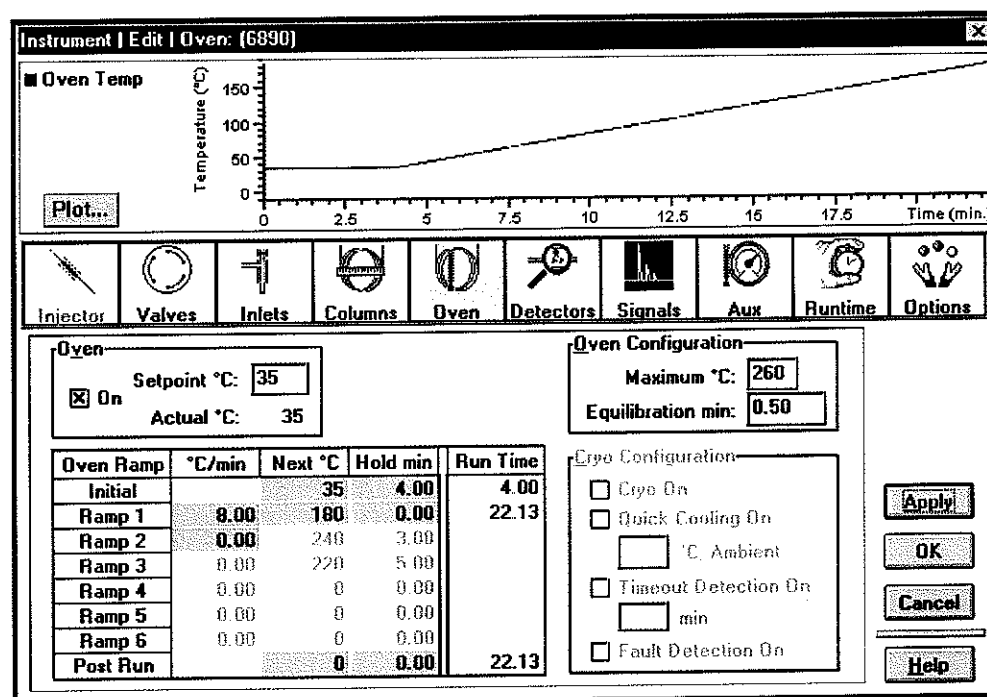 Instrument | Edit | Oven: (6890)
Oven Temp
Temperature (°C)
150
100
50
0
0 2.5 5 7.5 10 12.5 15 17.5 Time (min.)
Plot...
Injector Valves Inlets Columns Oven Detectors Signals Aux Runtime Options
Oven
On
Setpoint °C: 35
Actual °C: 35
Oven Configuration
Maximum °C: 260
Equilibration min: 0.50
Oven Ramp °C/min Next °C Hold min Run Time
Initial 35 4.00 4.00
Ramp 1 8.00 180 0.00 22.13
Ramp 2 0.00 240 3.00
Ramp 3 0.00 220 5.00
Ramp 4 0.00 0 0.00
Ramp 5 0.00 0 0.00
Ramp 6 0.00 0 0.00
Post Run 0 0.00 22.13
Cryo Configuration
Cryo On
Quick Cooling On
°C, Ambient
Timeout Detection On
min
Fault Detection On
Apply
OK
Cancel
Help